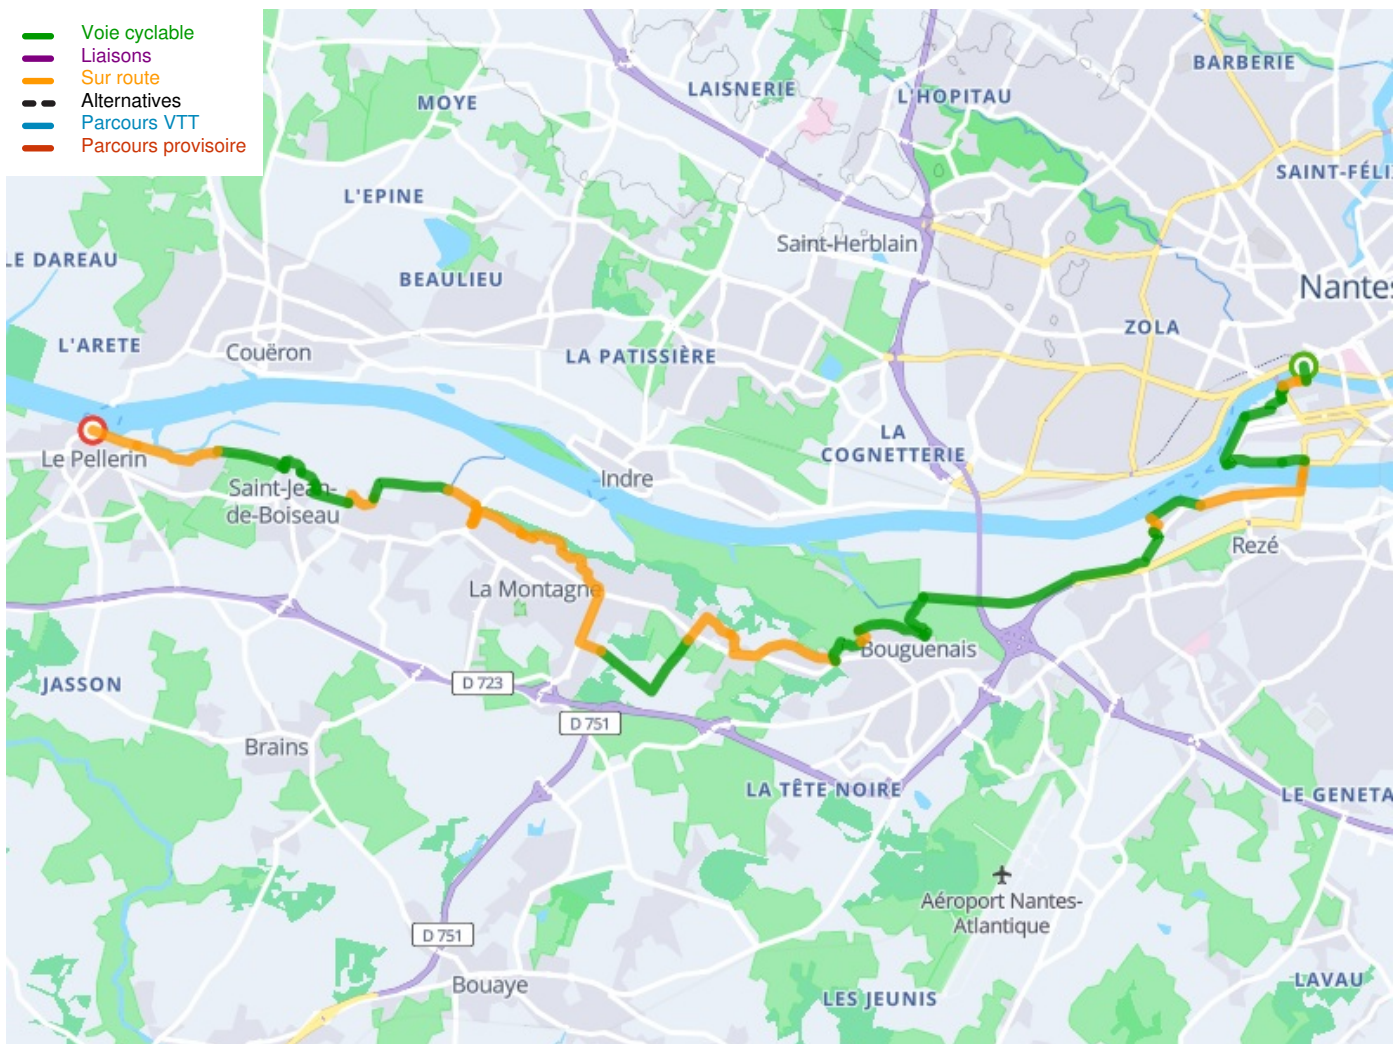 Voie cyclable
Liaisons
Sur route
Alternatives
Parcours VTT
Parcours provisoire
BARBERIE
LAISNERIE
L'HOPITAU
MOYE
SAINT-FÉLI
L'EPINE
Saint-Herblain
LE DAREAU
BEAULIEU
Nantes
ZOLA
L'ARETE
Couëron
LA PATISSIÈRE
LA
COGNETTERIE
Le Pellerin
Indre
Saint-Jean-
de-Boiseau
Rezé
La Montagne
Bouguenais
JASSON
D 723
D 751
Brains
LA TÊTE NOIRE
LE GENETA
Aéroport Nantes-
Atlantique
D 751
Bouaye
LAVAU
LES JEUNIS